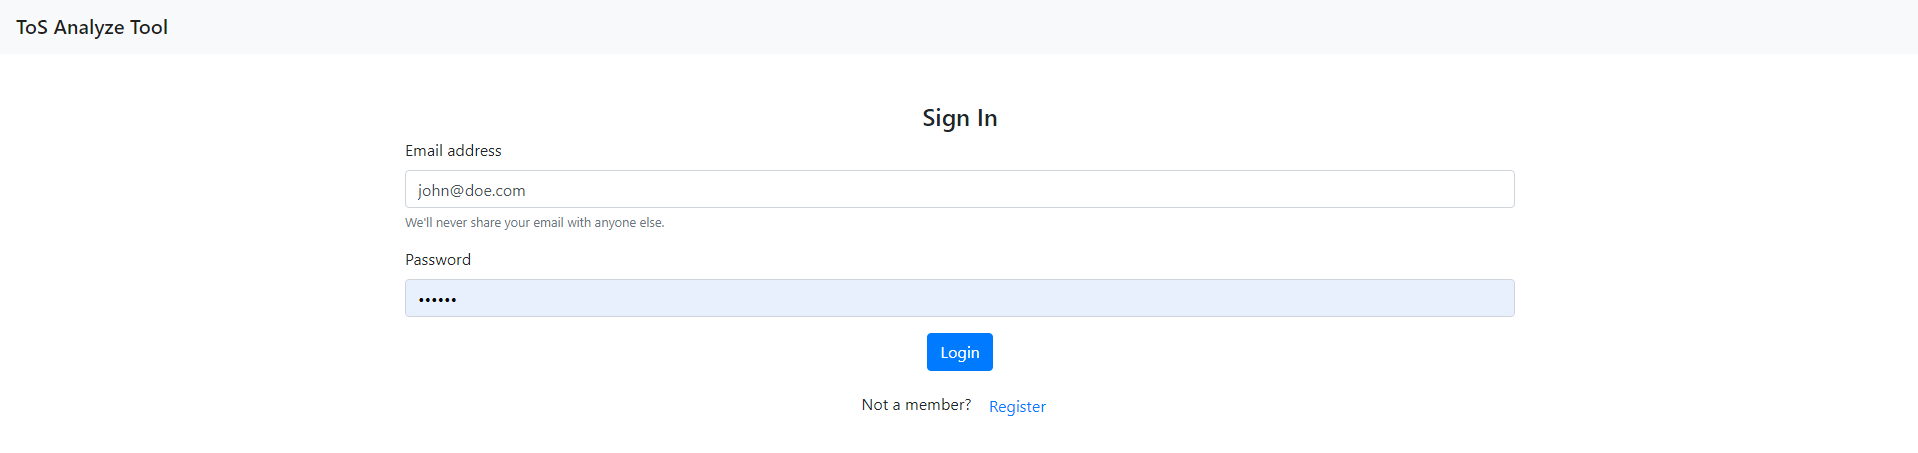 ToS Analyze Tool
Sign In
Email address
john@doe.com
We'll never share your email with anyone else.
Password
••••••
Login
Not a member? Register